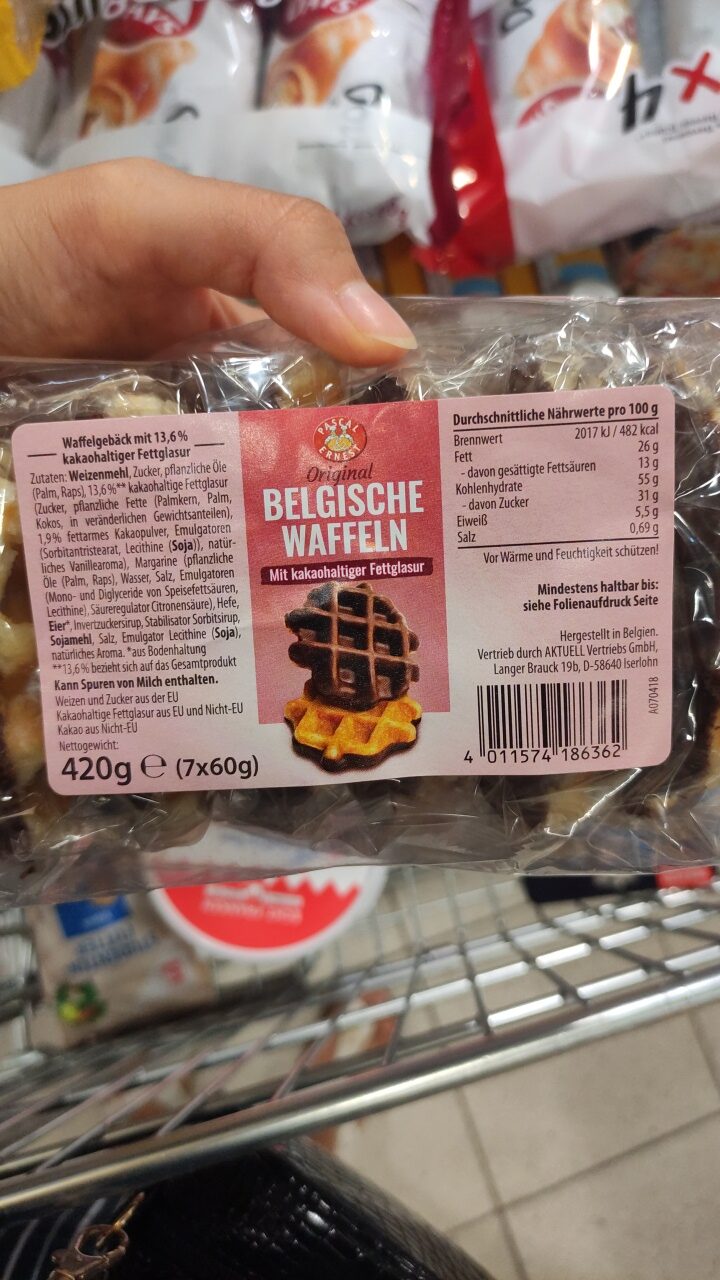 DAYS
DAYS
x4
Waffelgebäck mit 13,6%
kakaohaltiger Fettglasur
Zutaten: Weizenmehl, Zucker, pflanzliche Öle
(Palm, Raps), 13,6%** kakaohaltige Fettglasur
(Zucker, pflanzliche Fette (Palmkern, Palm,
Kokos, in veränderlichen Gewichtsanteilen),
1,9% fettarmes Kakaopulver, Emulgatoren
(Sorbitantristearat, Lecithine (Soja)), natür-
liches Vanillearoma), Margarine (pflanzliche
Öle (Palm, Raps), Wasser, Salz, Emulgatoren
(Mono- und Diglyceride von Speisefettsäuren,
Lecithine), Säureregulator Citronensäure), Hefe,
Eier*, Invertzuckersirup, Stabilisator Sorbitsirup,
Sojamehl, Salz, Emulgator Lecithine (Soja),
natürliches Aroma. *aus Bodenhaltung
**13,6% bezieht sich auf das Gesamtprodukt
Kann Spuren von Milch enthalten.
Weizen und Zucker aus der EU
Kakaohaltige Fettglasur aus EU und Nicht-EU
Kakao aus Nicht-EU
Nettogewicht:
420g ℮ (7x60g)
PASCAL
ERNEST
Original
BELGISCHE
WAFFELN
Mit kakaohaltiger Fettglasur
Durchschnittliche Nährwerte pro 100 g
Brennwert 2017 kJ / 482 kcal
Fett 26 g
- davon gesättigte Fettsäuren 13 g
Kohlenhydrate 55 g
- davon Zucker 31 g
Eiweiß 5,5 g
Salz 0,69 g
Vor Wärme und Feuchtigkeit schützen!
Mindestens haltbar bis:
siehe Folienaufdruck Seite
Hergestellt in Belgien.
Vertrieb durch AKTUELL Vertriebs GmbH,
Langer Brauck 19b, D-58640 Iserlohn
A070418
4 011574 186362